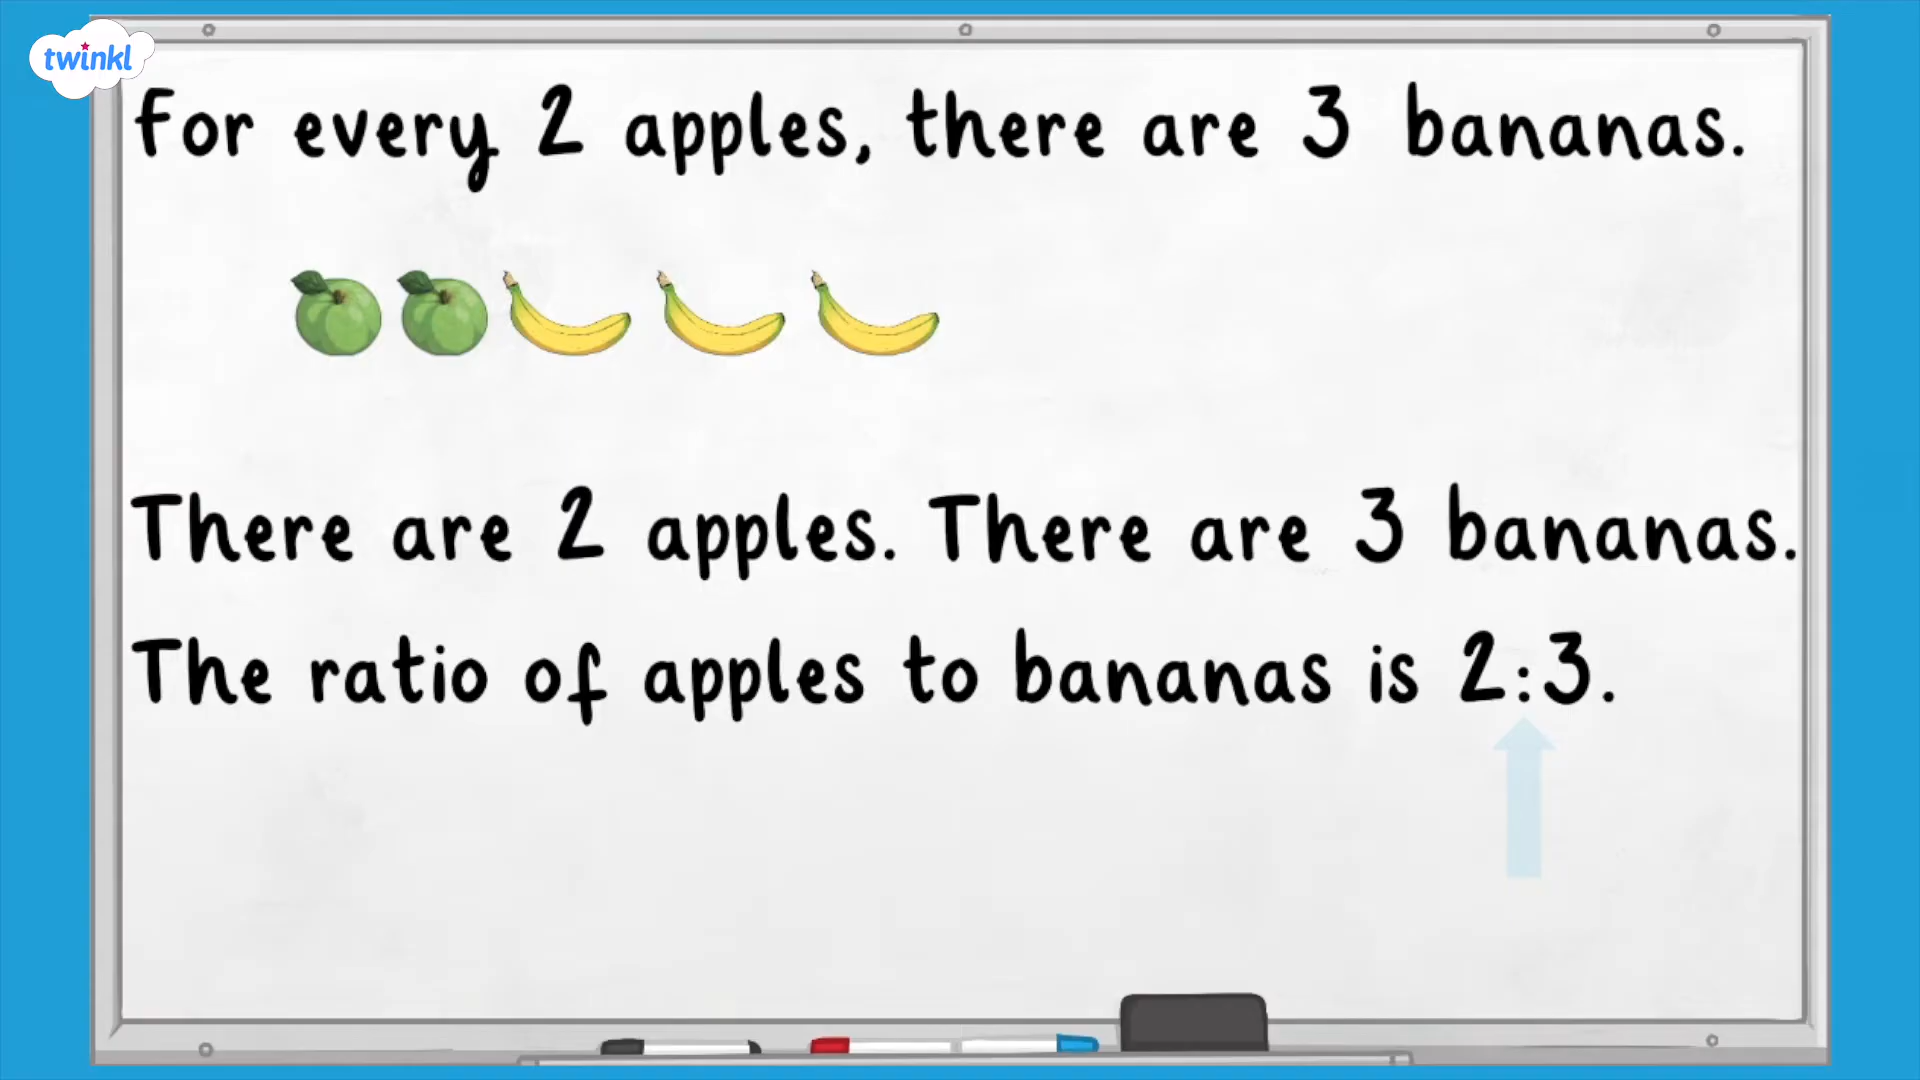 twinkl
For every 2 apples, there are 3 bananas.
There are 2 apples. There are 3 bananas.
The ratio of apples to bananas is 2:3.